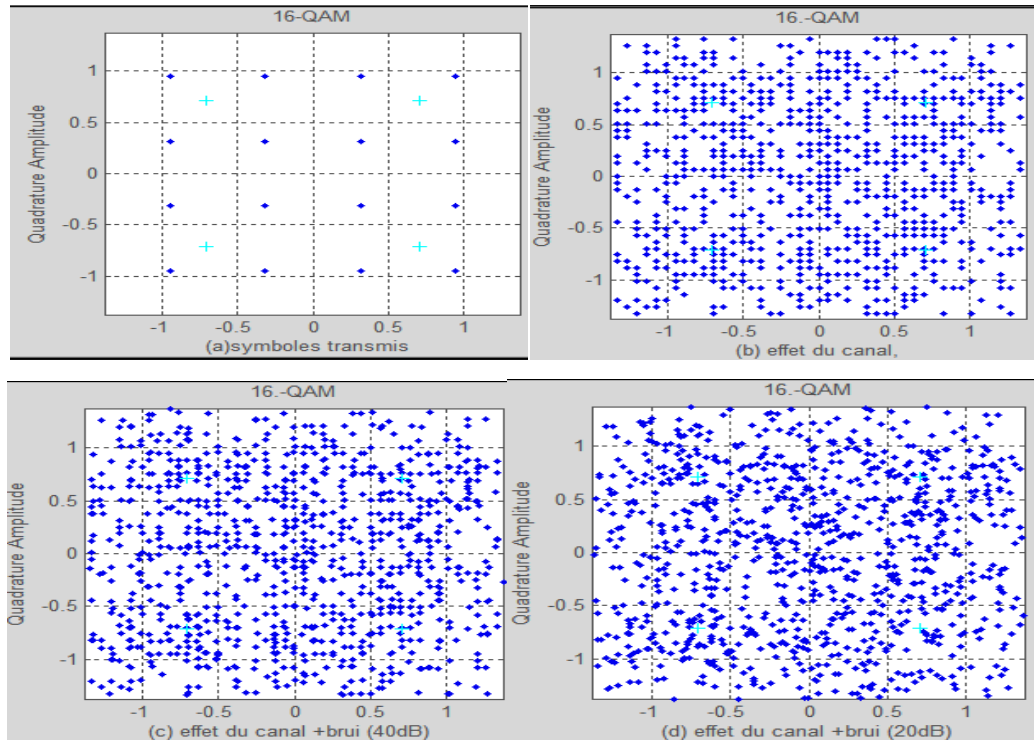 16-QAM
Quadrature Amplitude
1
0.5
0
-0.5
-1
-1 -0.5 0 0.5 1
(a)symboles transmis
16.-QAM
Quadrature Amplitude
1
0.5
0
-0.5
-1
-1 -0.5 0 0.5 1
(b) effet du canal,
16.-QAM
Quadrature Amplitude
1
0.5
0
-0.5
-1
-1 -0.5 0 0.5 1
(c) effet du canal +brui (40dB)
16.-QAM
Quadrature Amplitude
1
0.5
0
-0.5
-1
-1 -0.5 0 0.5 1
(d) effet du canal +brui (20dB)